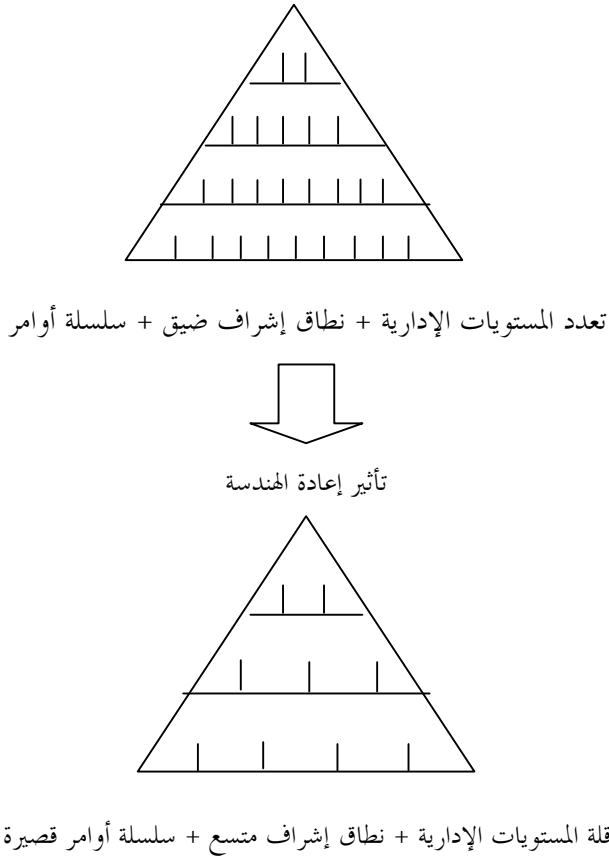 تعدد المستويات الإدارية + نطاق إشراف ضيق + سلسلة أوامر
تأثير إعادة الهندسة
قلة المستويات الإدارية + نطاق إشراف متسع + سلسلة أوامر قصيرة